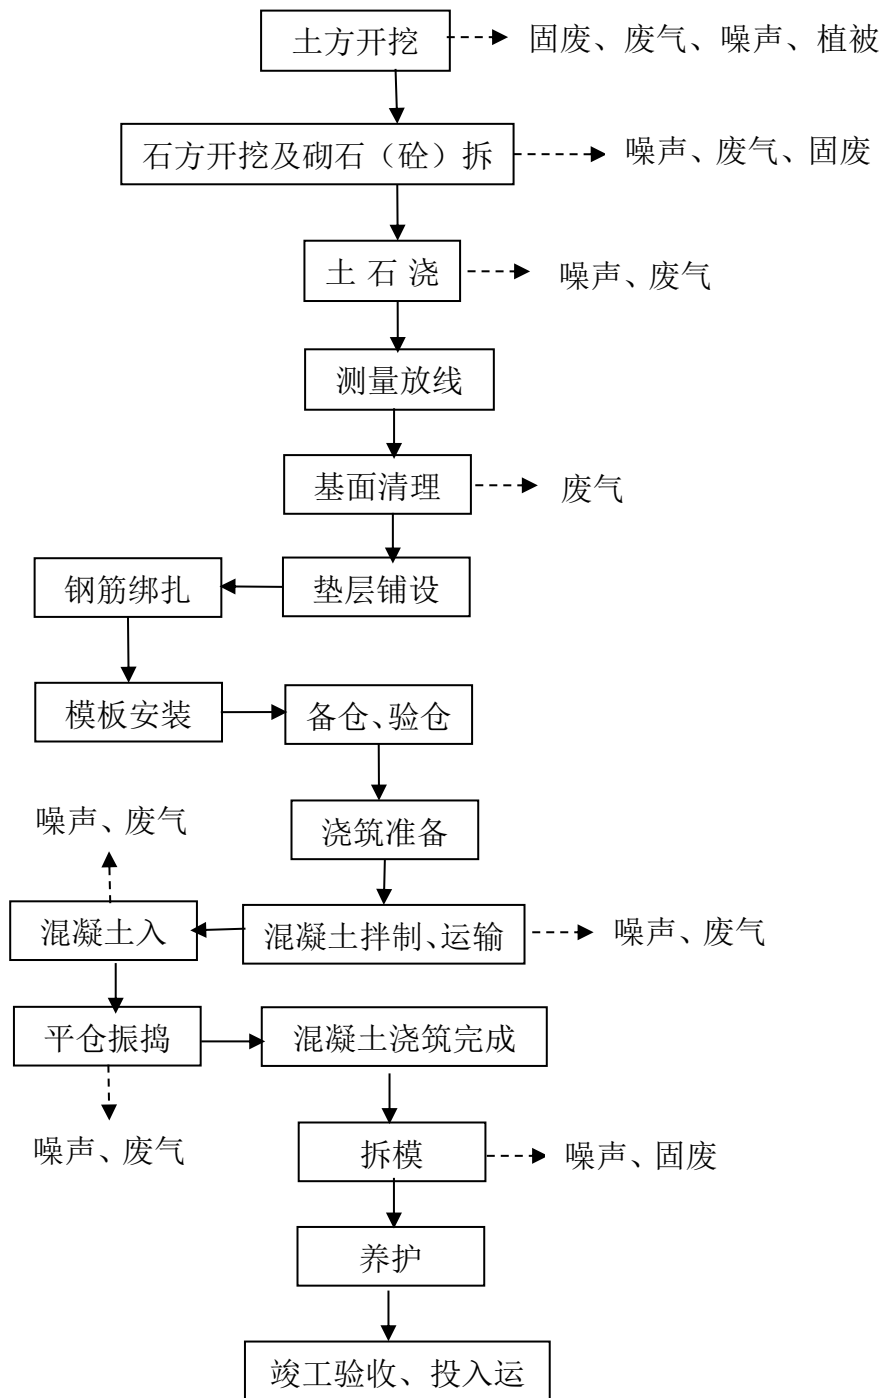 土方开挖
固废、废气、噪声、植被
石方开挖及砌石（砼）拆
噪声、废气、固废
土 石 浇
噪声、废气
测量放线
基面清理
废气
钢筋绑扎
垫层铺设
模板安装
备仓、验仓
浇筑准备
噪声、废气
混凝土入
混凝土拌制、运输
噪声、废气
平仓振捣
混凝土浇筑完成
噪声、废气
拆模
噪声、固废
养护
竣工验收、投入运